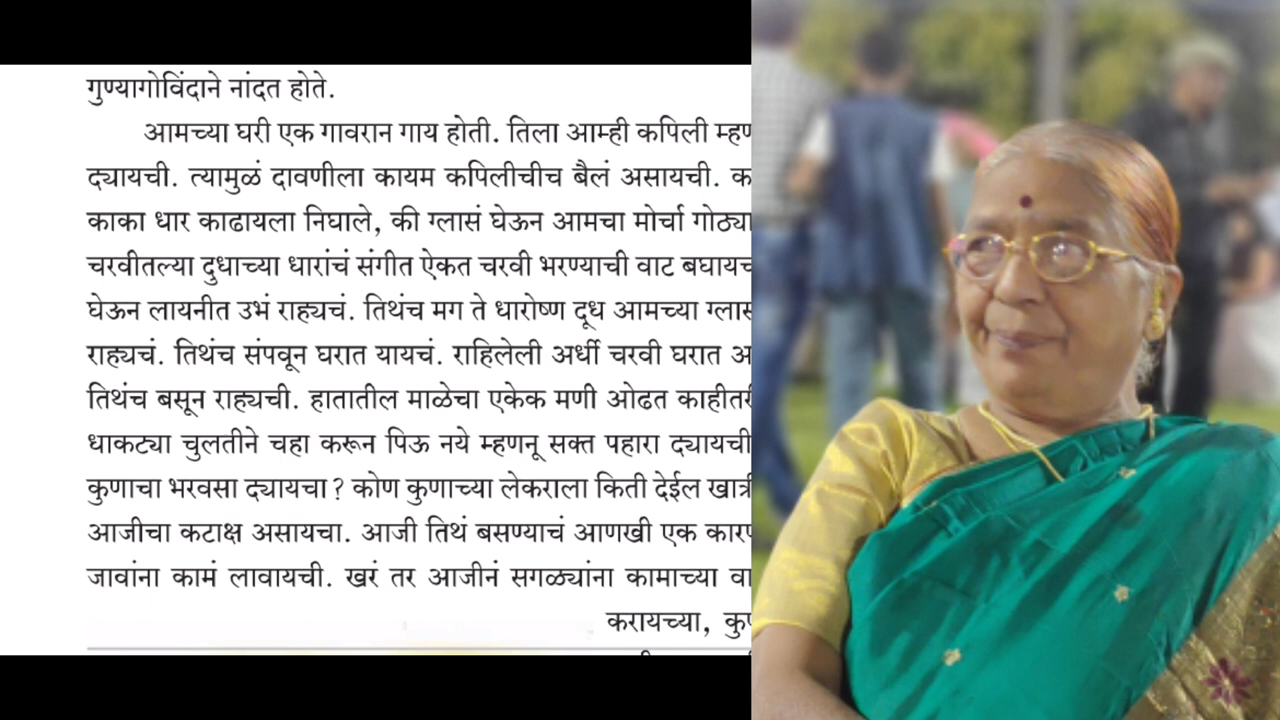 गुण्यागोविंदाने नांदत होते.
आमच्या घरी एक गावरान गाय होती. तिला आम्ही कपिली म्हण
द्यायची. त्यामुळं दावणीला कायम कपिलीचीच बैलं असायची. क
काका धार काढायला निघाले, की ग्लासं घेऊन आमचा मोर्चा गोठ्या
चरवीतल्या दुधाच्या धारांचं संगीत ऐकत चरवी भरण्याची वाट बघायच
घेऊन लायनीत उभं राह्यचं. तिथंच मग ते धारोष्ण दूध आमच्या ग्लास
राह्यचं. तिथंच संपवून घरात यायचं. राहिलेली अर्धी चरवी घरात अ
तिथंच बसून राह्यची. हातातील माळेचा एकेक मणी ओढत काहीतरी
धाकट्या चुलतीने चहा करून पिऊ नये म्हणनू सक्त पहारा द्यायची
कुणाचा भरवसा द्यायचा? कोण कुणाच्या लेकराला किती देईल खात्री
आजीचा कटाक्ष असायचा. आजी तिथं बसण्याचं आणखी एक कारण
जावांना कामं लावायची. खरं तर आजीनं सगळ्यांना कामाच्या वा
करायच्या, कुण